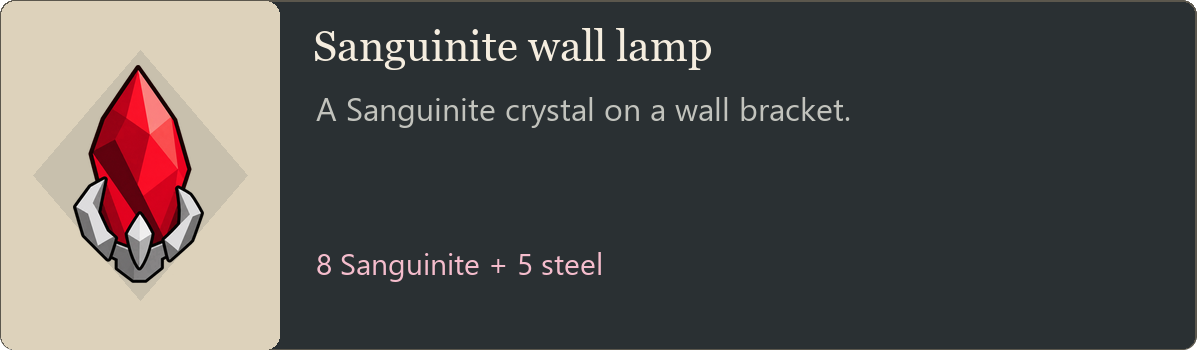 Sanguinite wall lamp
A Sanguinite crystal on a wall bracket.
8 Sanguinite + 5 steel